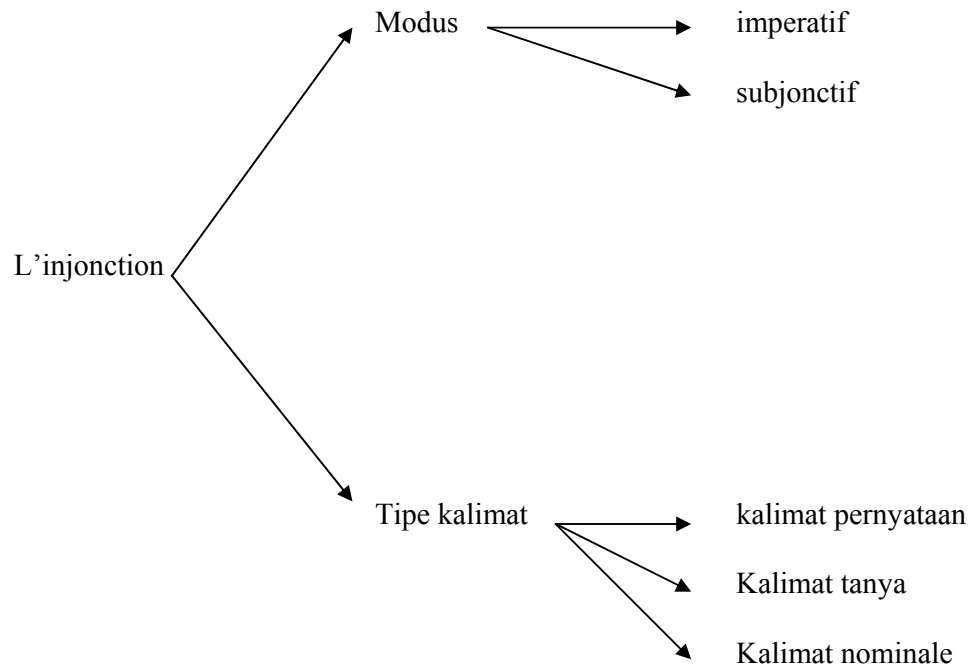 Modus
imperatif
subjonctif
L’injonction
Tipe kalimat
kalimat pernyataan
Kalimat tanya
Kalimat nominale